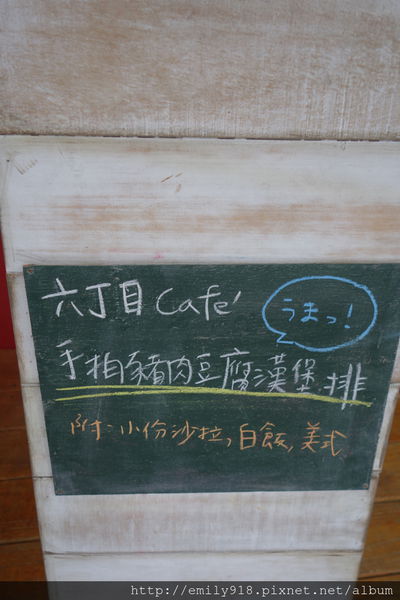 六丁目 Café
うまっ!
手拍豬肉豆腐漢堡排
附:小份沙拉,白飯,美式
http://emily918.pixnet.net/album